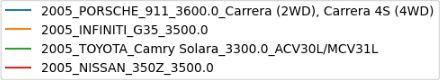 2005_PORSCHE_911_3600.0_Carrera (2WD), Carrera 4S (4WD)
2005_INFINITI_G35_3500.0
2005_TOYOTA_Camry Solara_3300.0_ACV30L/MCV31L
2005_NISSAN_350Z_3500.0